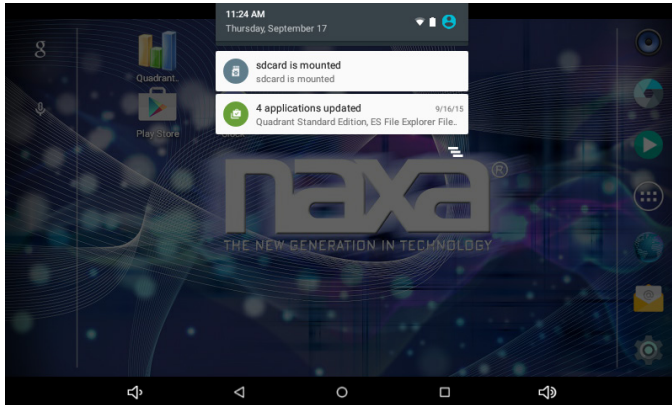 11:24 AM
Thursday, September 17
sdcard is mounted
sdcard is mounted
4 applications updated 9/16/15
Quadrant Standard Edition, ES File Explorer File..
g
Quadrant.
Play Store
naxa®
THE NEW GENERATION IN TECHNOLOGY